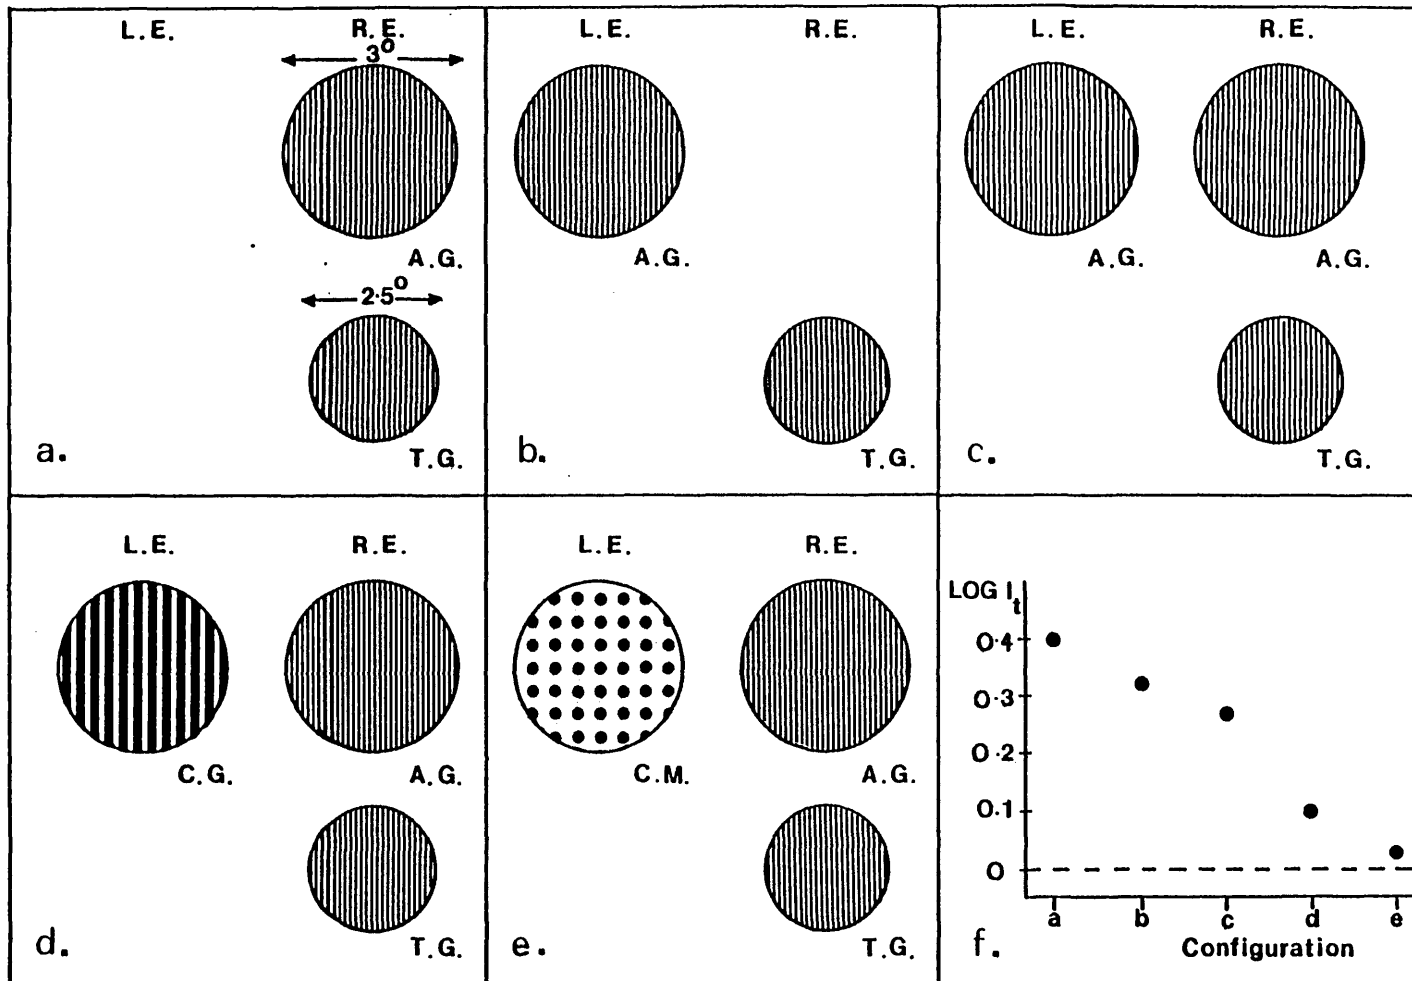 L.E. R.E.
3°
A.G.
2.5°
T.G.
a.
L.E. R.E.
A.G.
T.G.
b.
L.E. R.E.
A.G. A.G.
T.G.
c.
L.E. R.E.
C.G. A.G.
T.G.
d.
L.E. R.E.
C.M. A.G.
T.G.
e.
LOG It
0.4
0.3
0.2
0.1
0
a b c d e
Configuration
f.